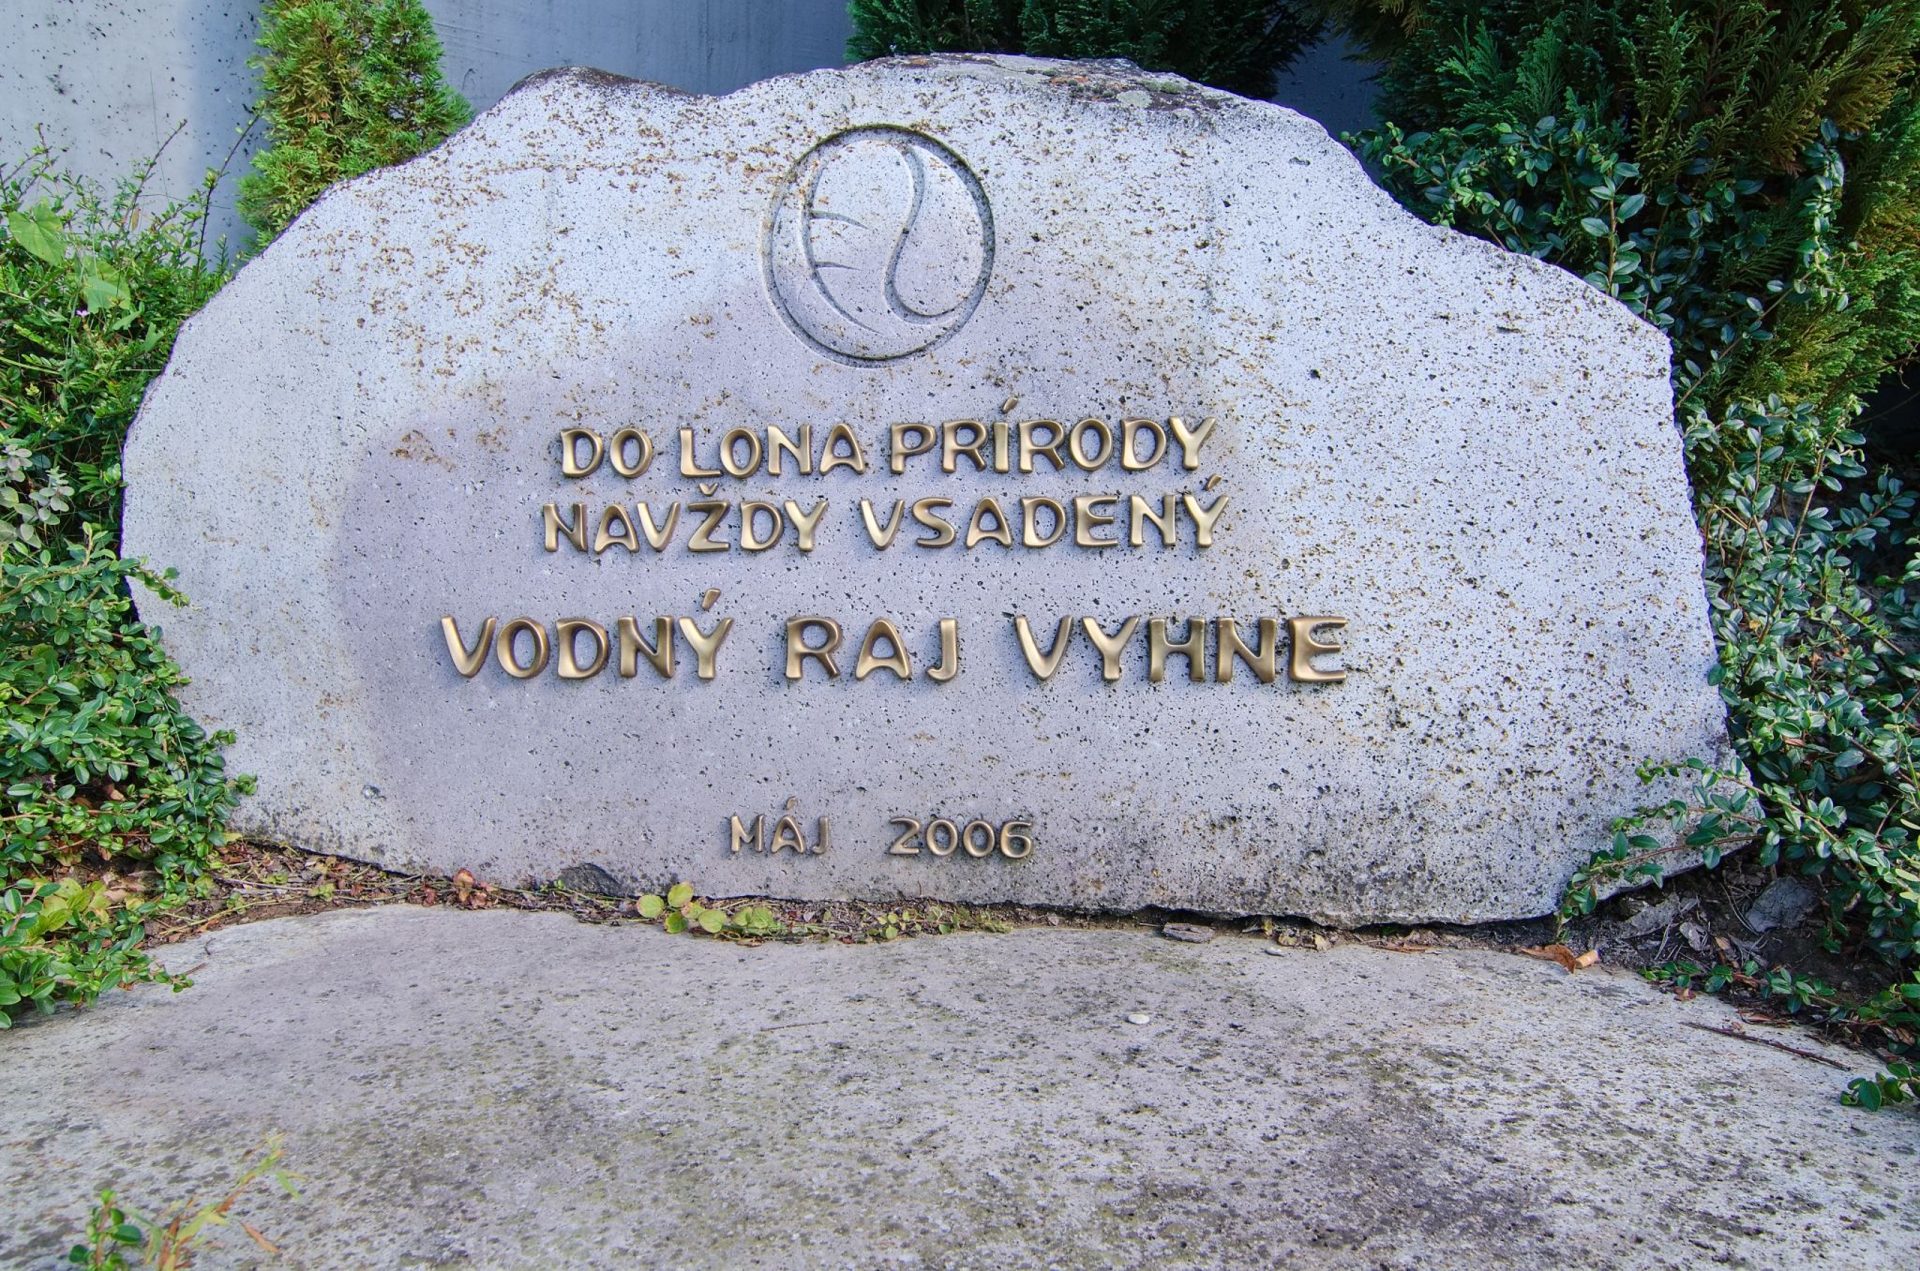 DO LONA PRÍRODY
NAVŽDY VSADENÝ
VODNÝ RAJ VYHNE
MÁJ 2006